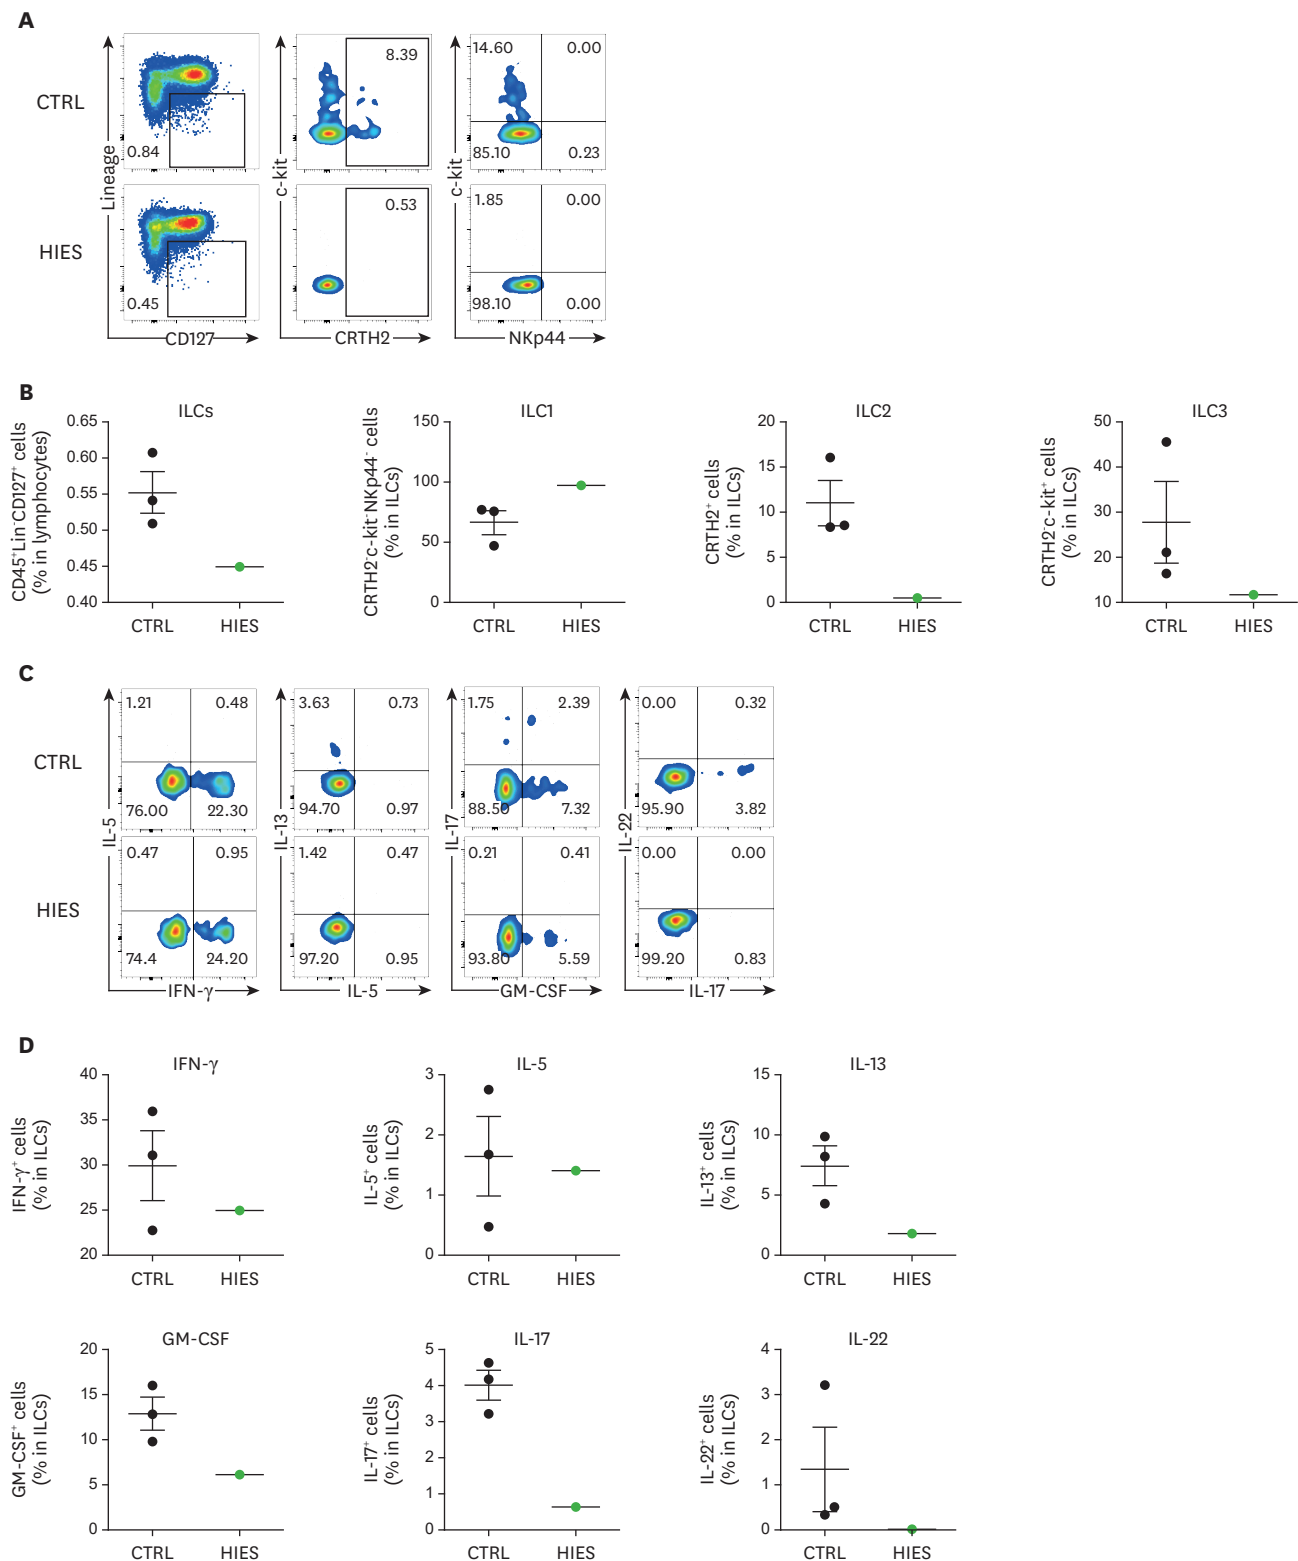 A
CTRL
HIES
Lineage
0.84
0.45
CD127
c-kit
8.39
0.53
CRTH2
c-kit
14.60 0.00
85.10 0.23
1.85 0.00
98.10 0.00
NKp44
B
ILCs
CD45⁺Lin⁻CD127⁺ cells
(% in lymphocytes)
0.65
0.60
0.55
0.50
0.45
0.40
CTRL HIES
ILC1
CRTH2⁻c-kit⁻NKp44⁻ cells
(% in ILCs)
150
100
50
0
CTRL HIES
ILC2
CRTH2⁺ cells
(% in ILCs)
20
15
10
5
0
CTRL HIES
ILC3
CRTH2⁻c-kit⁺ cells
(% in ILCs)
50
40
30
20
10
CTRL HIES
C
CTRL
HIES
IL-5
1.21 0.48
76.00 22.30
0.47 0.95
74.4 24.20
IFN-γ
IL-13
3.63 0.73
94.70 0.97
1.42 0.47
97.20 0.95
IL-5
IL-17
1.75 2.39
88.50 7.32
0.21 0.41
93.80 5.59
GM-CSF
IL-22
0.00 0.32
95.90 3.82
0.00 0.00
99.20 0.83
IL-17
D
IFN-γ
IFN-γ⁺ cells
(% in ILCs)
40
35
30
25
20
CTRL HIES
IL-5
IL-5⁺ cells
(% in ILCs)
3
2
1
0
CTRL HIES
IL-13
IL-13⁺ cells
(% in ILCs)
15
10
5
0
CTRL HIES
GM-CSF
GM-CSF⁺ cells
(% in ILCs)
20
15
10
5
0
CTRL HIES
IL-17
IL-17⁺ cells
(% in ILCs)
5
4
3
2
1
0
CTRL HIES
IL-22
IL-22⁺ cells
(% in ILCs)
4
3
2
1
0
CTRL HIES